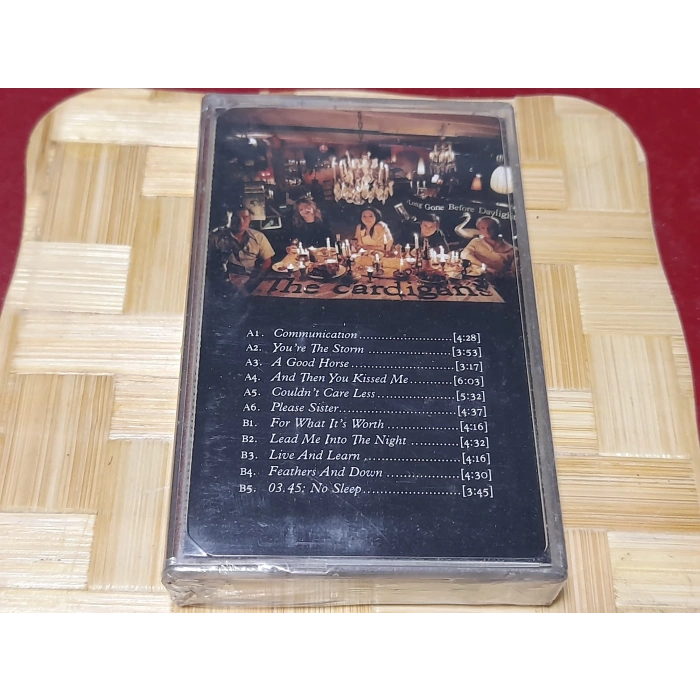 Long Gone Before Daylight
The cardigans
A1. Communication..........................[4:28]
A2. You're The Storm .......................[3:53]
A3. A Good Horse.............................[3:17]
A4. And Then You Kissed Me............[6:03]
A5. Couldn't Care Less.......................[5:32]
A6. Please Sister.................................[4:37]
B1. For What It's Worth ....................[4:16]
B2. Lead Me Into The Night .............[4:32]
B3. Live And Learn ...........................[4:16]
B4. Feathers And Down .....................[4:30]
B5. 03.45: No Sleep............................[3:45]